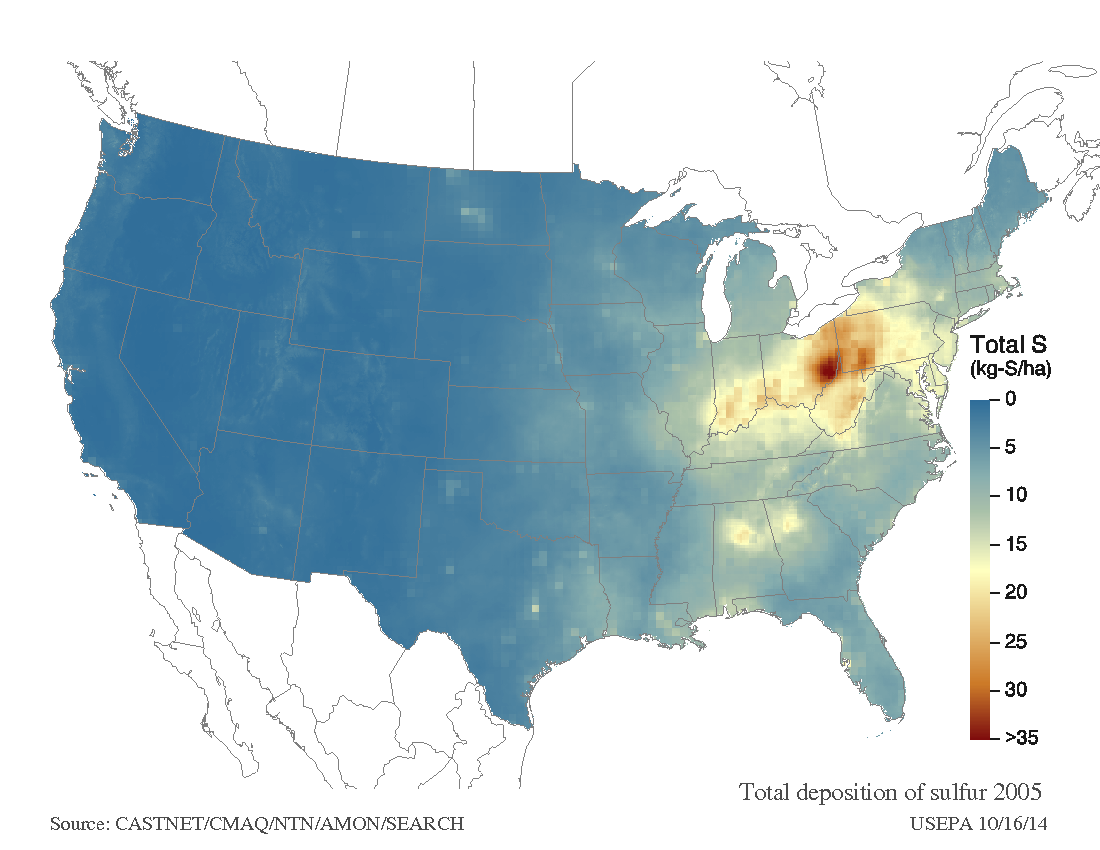 Total S
(kg-S/ha)
0
5
10
15
20
25
30
>35
Total deposition of sulfur 2005
Source: CASTNET/CMAQ/NTN/AMON/SEARCH
USEPA 10/16/14